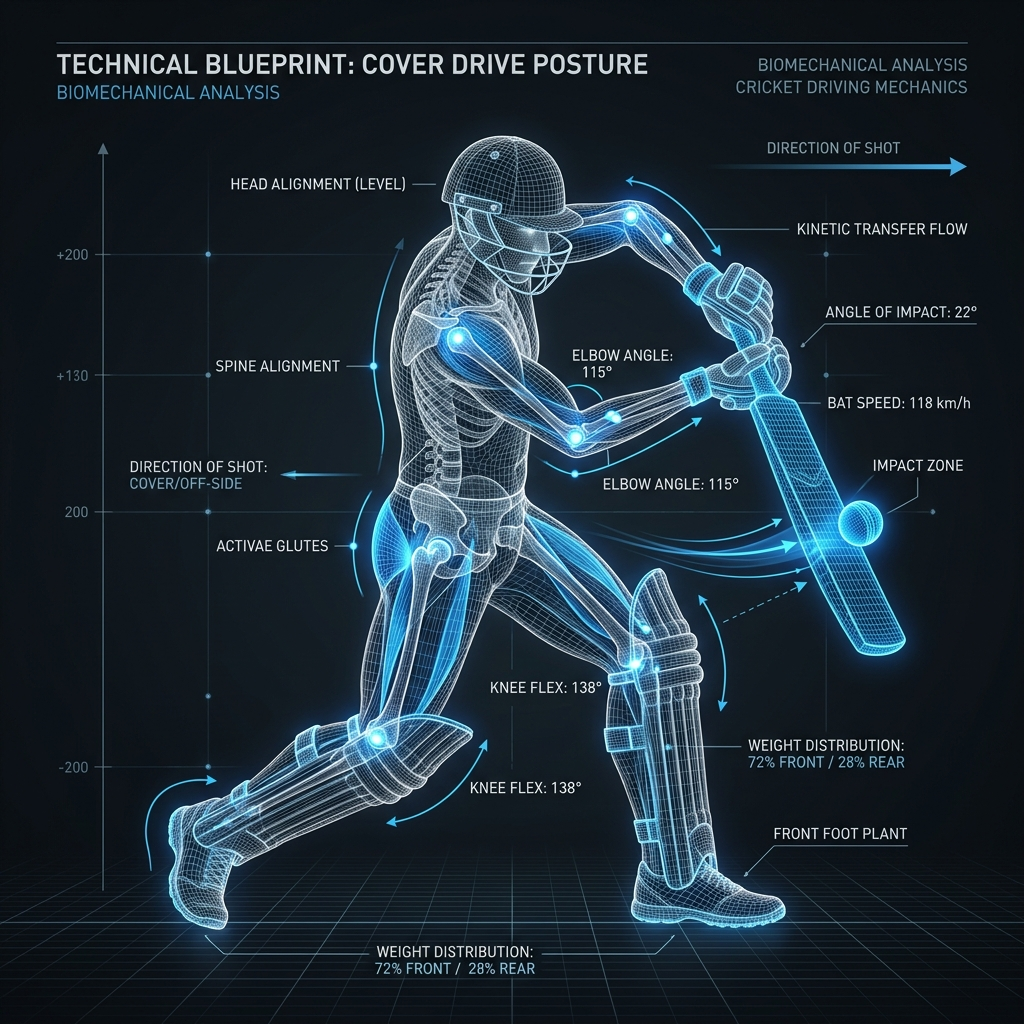 TECHNICAL BLUEPRINT: COVER DRIVE POSTURE
BIOMECHANICAL ANALYSIS
BIOMECHANICAL ANALYSIS
CRICKET DRIVING MECHANICS
DIRECTION OF SHOT
HEAD ALIGNMENT (LEVEL)
KINETIC TRANSFER FLOW
+200
ANGLE OF IMPACT: 22°
ELBOW ANGLE:
115°
SPINE ALIGNMENT
+130
BAT SPEED: 118 km/h
DIRECTION OF SHOT:
COVER/OFF-SIDE
IMPACT ZONE
ELBOW ANGLE: 115°
200
ACTIVAE GLUTES
KNEE FLEX: 138°
WEIGHT DISTRIBUTION:
72% FRONT / 28% REAR
-200
KNEE FLEX: 138°
FRONT FOOT PLANT
WEIGHT DISTRIBUTION:
72% FRONT / 28% REAR